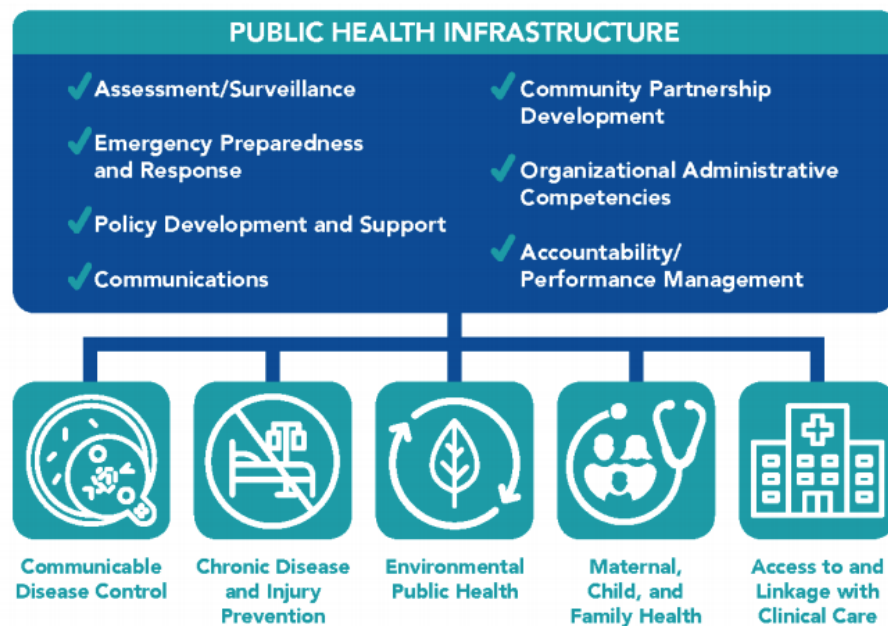 PUBLIC HEALTH INFRASTRUCTURE
Assessment/Surveillance
Emergency Preparedness
and Response
Policy Development and Support
Communications
Community Partnership
Development
Organizational Administrative
Competencies
Accountability/
Performance Management
Communicable
Disease Control
Chronic Disease
and Injury
Prevention
Environmental
Public Health
Maternal,
Child, and
Family Health
Access to and
Linkage with
Clinical Care